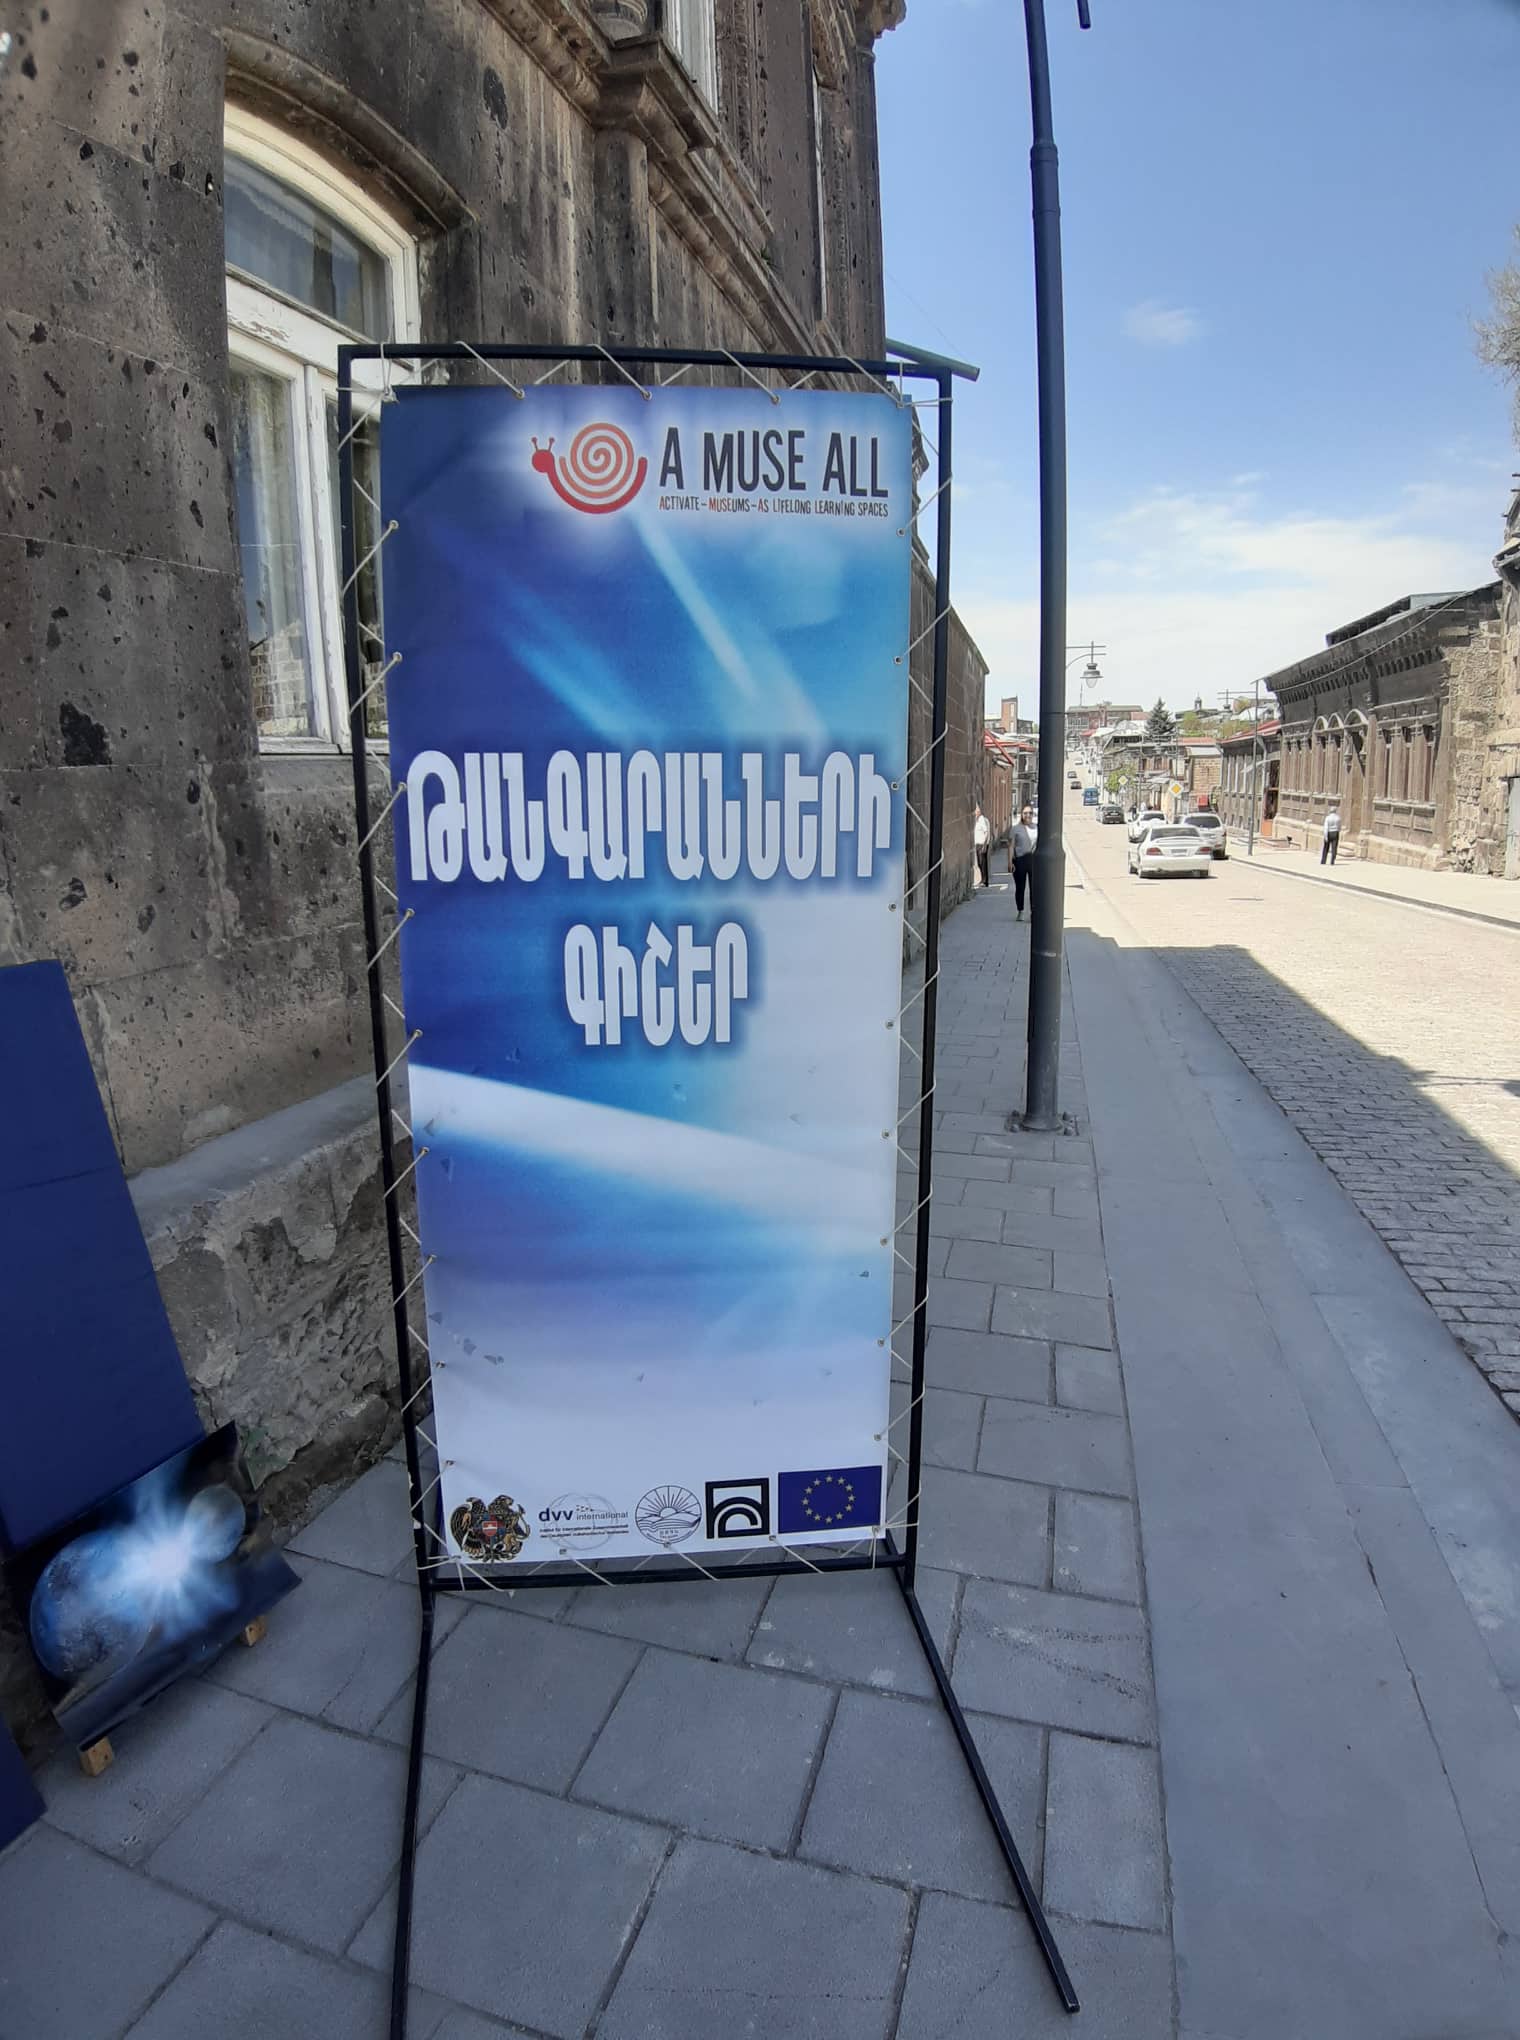 A MUSE ALL
ACTIVATE - MUSEUMS - AS LIFELONG LEARNING SPACES
ԹԱՆԳԱՐԱՆՆԵՐԻ
ԳԻՇԵՐ
dvv international